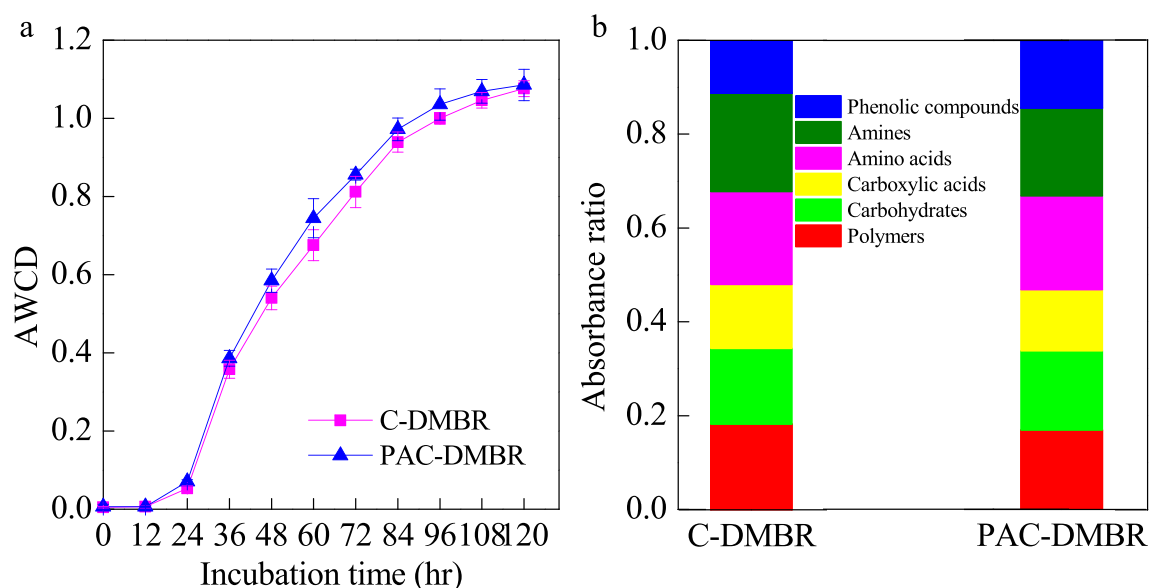 a
1.2
1.0
0.8
0.6
0.4
0.2
0.0
AWCD
C-DMBR
PAC-DMBR
0 12 24 36 48 60 72 84 96 108 120
Incubation time (hr)
b
1.0
0.8
0.6
0.4
0.2
0.0
Absorbance ratio
Phenolic compounds
Amines
Amino acids
Carboxylic acids
Carbohydrates
Polymers
C-DMBR PAC-DMBR